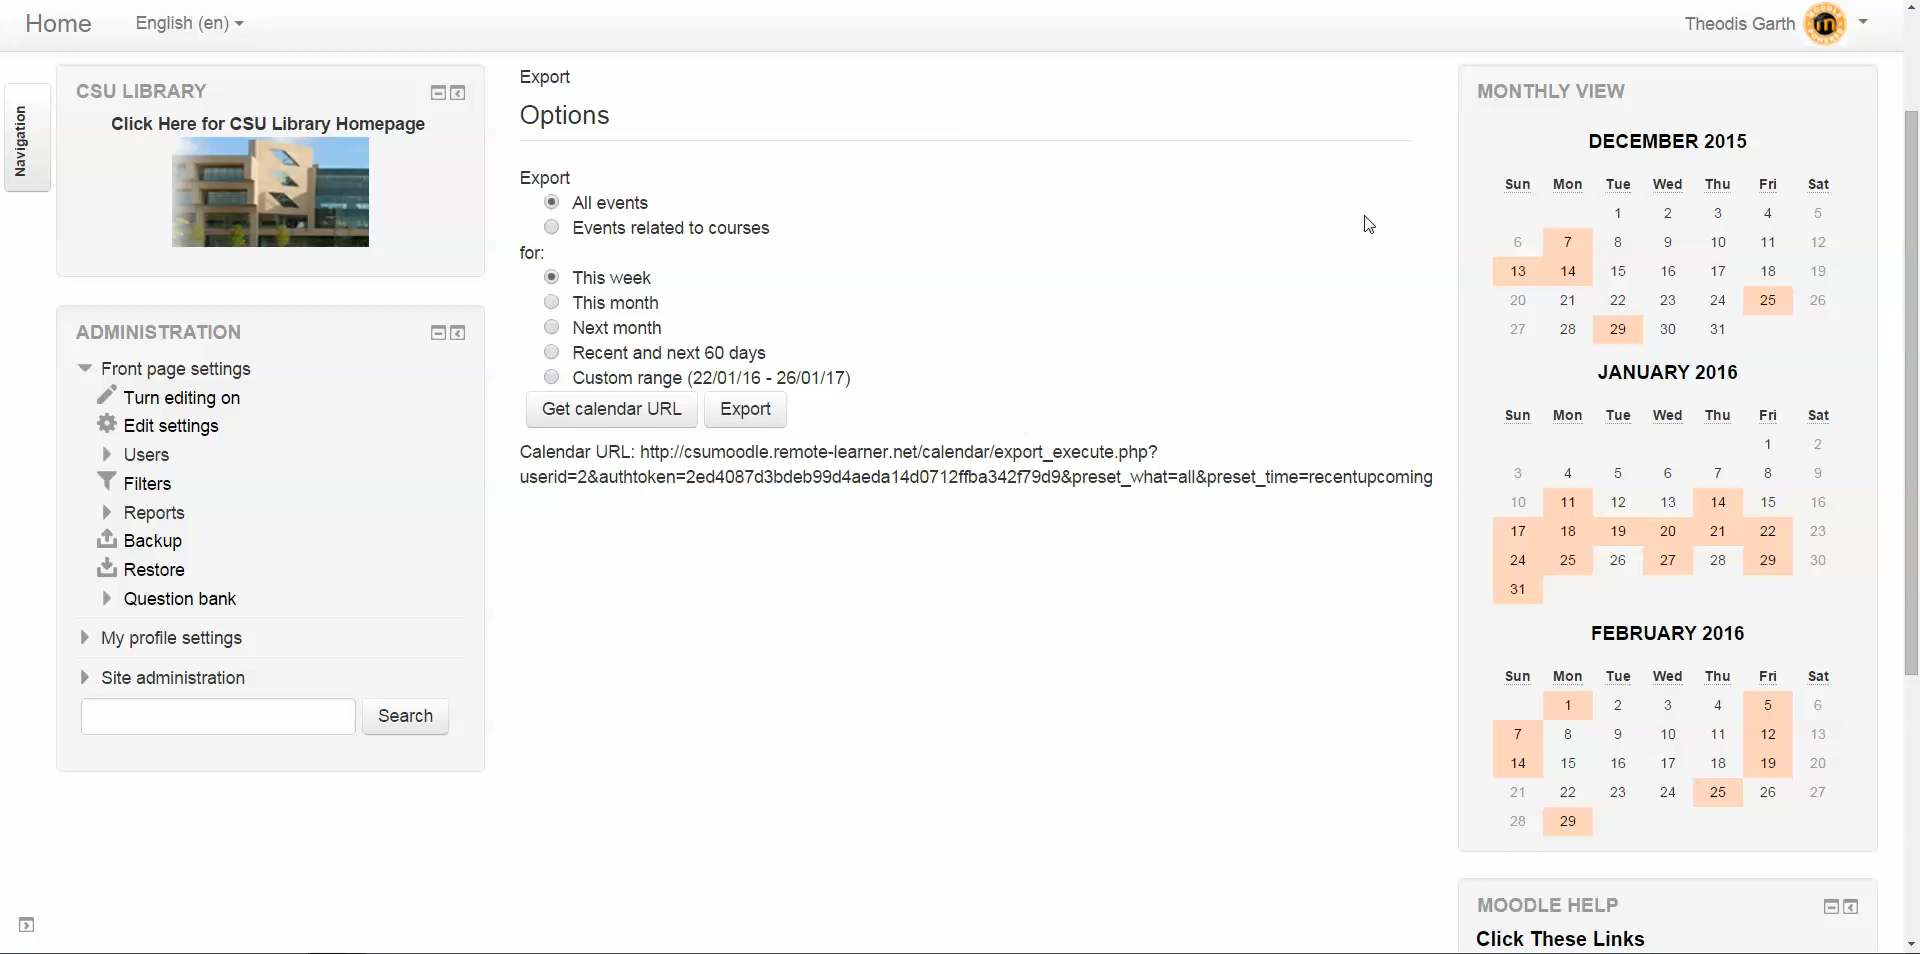 Home
English (en)
Theodis Garth
Navigation
CSU LIBRARY
Click Here for CSU Library Homepage
ADMINISTRATION
Front page settings
Turn editing on
Edit settings
Users
Filters
Reports
Backup
Restore
Question bank
My profile settings
Site administration
Search
Export
Options
Export
All events
Events related to courses
for:
This week
This month
Next month
Recent and next 60 days
Custom range (22/01/16 - 26/01/17)
Get calendar URL
Export
Calendar URL: http://csumoodle.remote-learner.net/calendar/export_execute.php?
userid=2&authtoken=2ed4087d3bdeb99d4aeda14d0712ffba342f79d9&preset_what=all&preset_time=recentupcoming
MONTHLY VIEW
DECEMBER 2015
Sun Mon Tue Wed Thu Fri Sat
1 2 3 4 5
6 7 8 9 10 11 12
13 14 15 16 17 18 19
20 21 22 23 24 25 26
27 28 29 30 31
JANUARY 2016
Sun Mon Tue Wed Thu Fri Sat
1 2
3 4 5 6 7 8 9
10 11 12 13 14 15 16
17 18 19 20 21 22 23
24 25 26 27 28 29 30
31
FEBRUARY 2016
Sun Mon Tue Wed Thu Fri Sat
1 2 3 4 5 6
7 8 9 10 11 12 13
14 15 16 17 18 19 20
21 22 23 24 25 26 27
28 29
MOODLE HELP
Click These Links